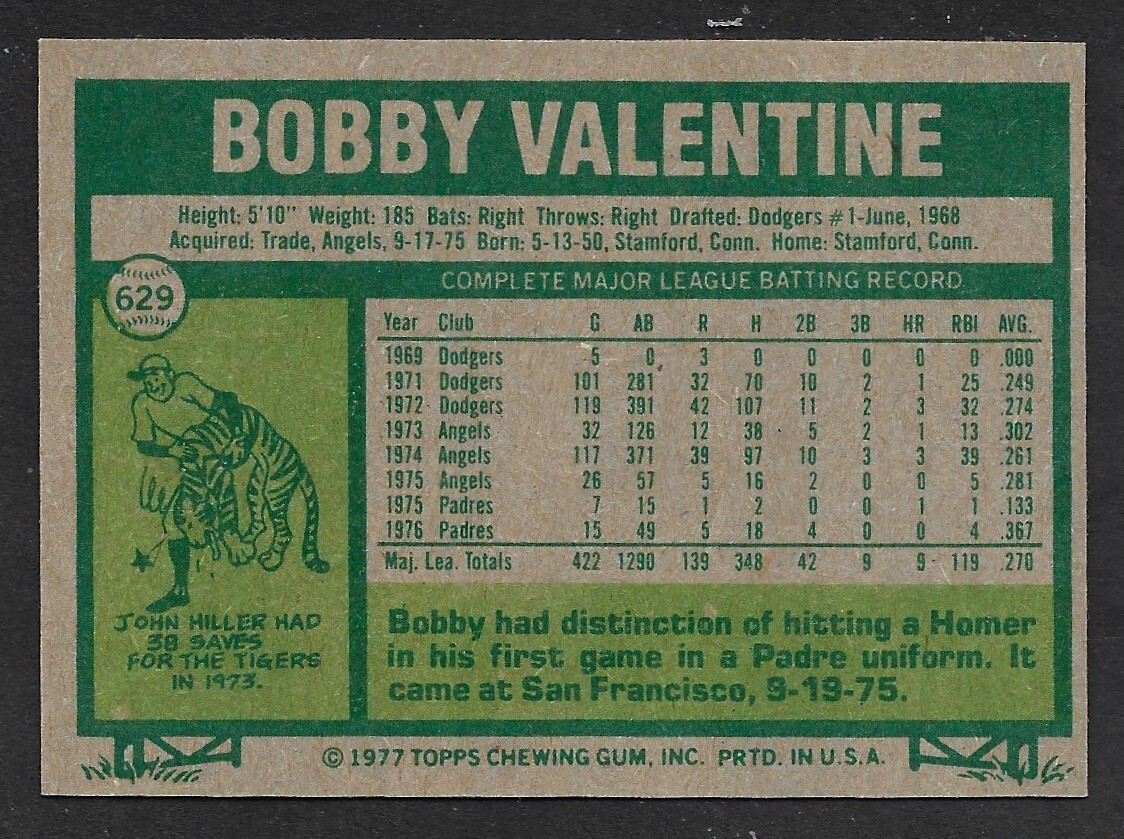 BOBBY VALENTINE
Height: 5'10" Weight: 185 Bats: Right Throws: Right Drafted: Dodgers #1-June, 1968
Acquired: Trade, Angels, 9-17-75 Born: 5-13-50, Stamford, Conn. Home: Stamford, Conn.
629
COMPLETE MAJOR LEAGUE BATTING RECORD
Year Club G AB R H 2B 3B HR RBI AVG.
1969 Dodgers 5 0 3 0 0 0 0 0 .000
1971 Dodgers 101 281 32 70 10 2 1 25 .249
1972 Dodgers 119 391 42 107 11 2 3 32 .274
1973 Angels 32 126 12 38 5 2 1 13 .302
1974 Angels 117 371 39 97 10 3 3 39 .261
1975 Angels 26 57 5 16 2 0 0 5 .281
1975 Padres 7 15 1 2 0 0 1 1 .133
1976 Padres 15 49 5 18 4 0 0 4 .367
Maj. Lea. Totals 422 1290 139 348 42 9 9 119 .270
JOHN HILLER HAD
38 SAVES
FOR THE TIGERS
IN 1973.
Bobby had distinction of hitting a Homer
in his first game in a Padre uniform. It
came at San Francisco, 9-19-75.
© 1977 TOPPS CHEWING GUM, INC. PRTD. IN U.S.A.